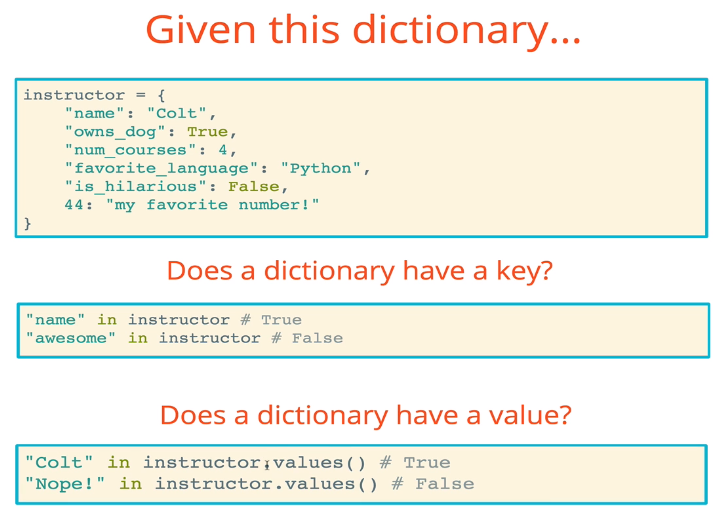 Given this dictionary...
instructor = {
    "name": "Colt",
    "owns_dog": True,
    "num_courses": 4,
    "favorite_language": "Python",
    "is_hilarious": False,
    44: "my favorite number!"
}
Does a dictionary have a key?
"name" in instructor # True
"awesome" in instructor # False
Does a dictionary have a value?
"Colt" in instructor.values() # True
"Nope!" in instructor.values() # False